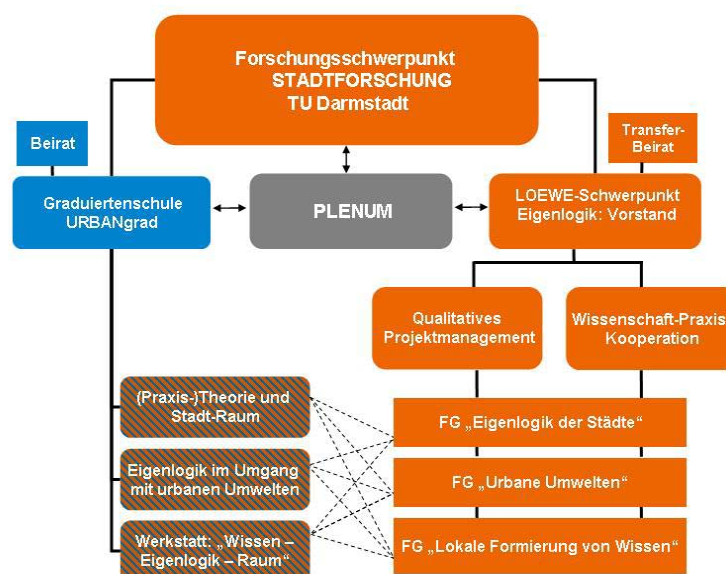 Forschungsschwerpunkt
STADTFORSCHUNG
TU Darmstadt
Beirat
Transfer-
Beirat
Graduiertenschule
URBANgrad
PLENUM
LOEWE-Schwerpunkt
Eigenlogik: Vorstand
Qualitatives
Projektmanagement
Wissenschaft-Praxis
Kooperation
(Praxis-)Theorie und
Stadt-Raum
FG „Eigenlogik der Städte“
Eigenlogik im Umgang
mit urbanen Umwelten
FG „Urbane Umwelten“
Werkstatt: „Wissen –
Eigenlogik – Raum“
FG „Lokale Formierung von Wissen“